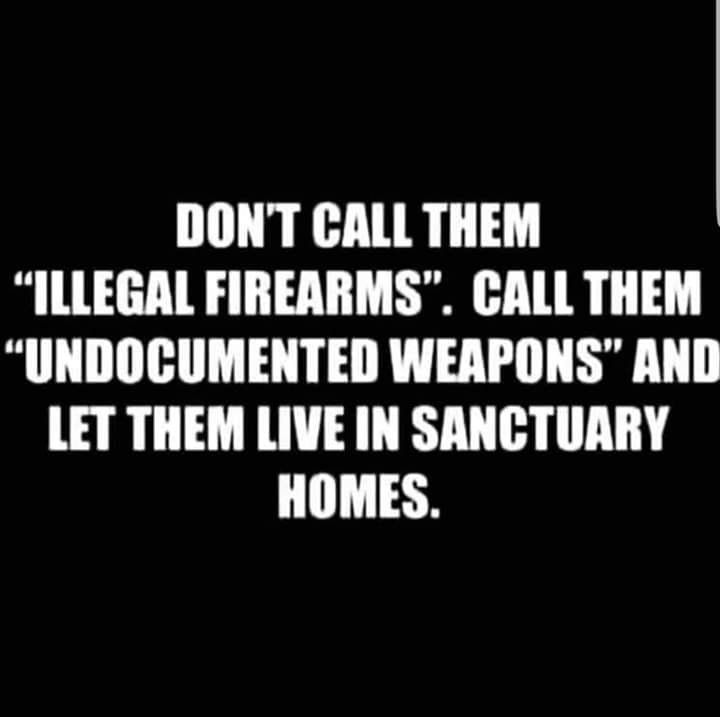 DON'T CALL THEM
“ILLEGAL FIREARMS”. CALL THEM
“UNDOCUMENTED WEAPONS” AND
LET THEM LIVE IN SANCTUARY
HOMES.